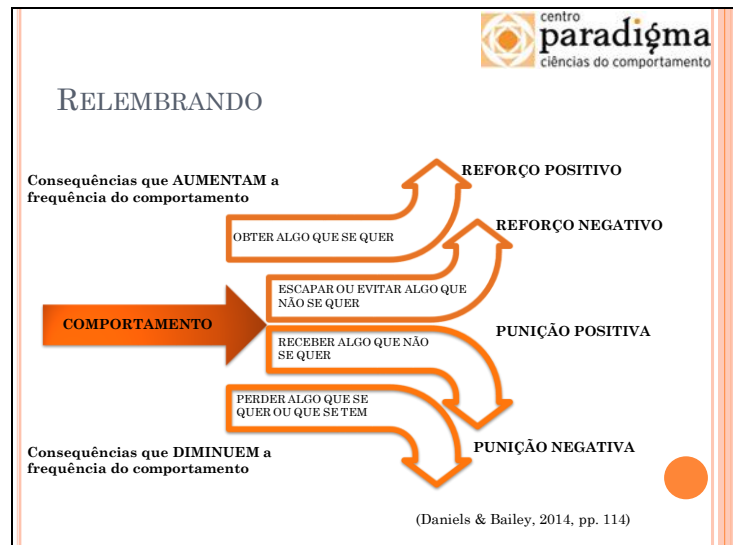 centro
paradigma
ciências do comportamento
RELEMBRANDO
Consequências que AUMENTAM a
frequência do comportamento
REFORÇO POSITIVO
OBTER ALGO QUE SE QUER
REFORÇO NEGATIVO
ESCAPAR OU EVITAR ALGO QUE
NÃO SE QUER
COMPORTAMENTO
PUNIÇÃO POSITIVA
RECEBER ALGO QUE NÃO
SE QUER
PERDER ALGO QUE SE
QUER OU QUE SE TEM
PUNIÇÃO NEGATIVA
Consequências que DIMINUEM a
frequência do comportamento
(Daniels & Bailey, 2014, pp. 114)